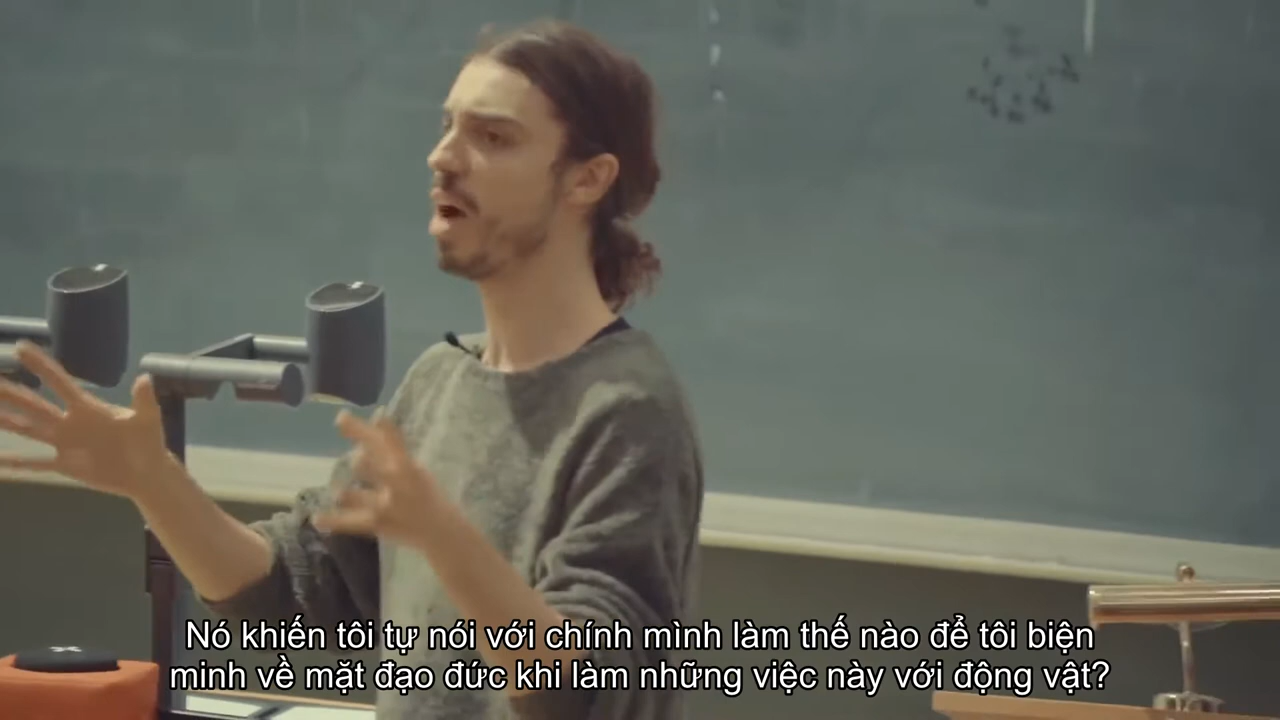 Nó khiến tôi tự nói với chính mình làm thế nào để tôi biện
minh về mặt đạo đức khi làm những việc này với động vật?